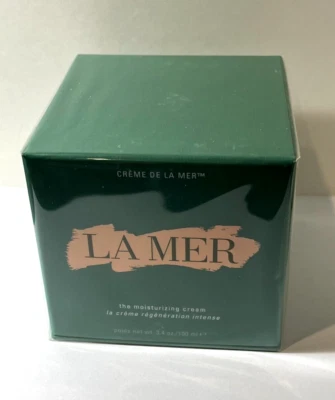 CRÈME DE LA MER™
LA MER
the moisturizing cream
la crème régénération intense